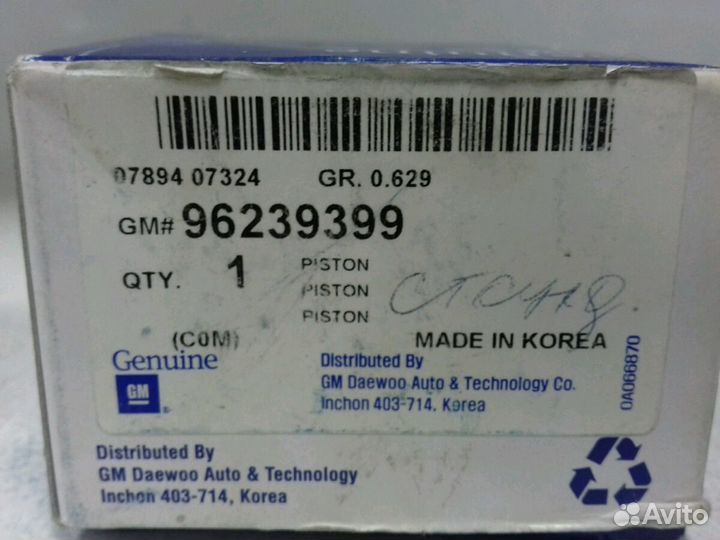 07894 07324 GR. 0.629
GM# 96239399
QTY. 1 PISTON
PISTON
PISTON
(COM) MADE IN KOREA
Genuine
GM
Distributed By
GM Daewoo Auto & Technology Co.
Inchon 403-714, Korea
0A066870
Distributed By
GM Daewoo Auto & Technology
Inchon 403-714, Korea
Avito